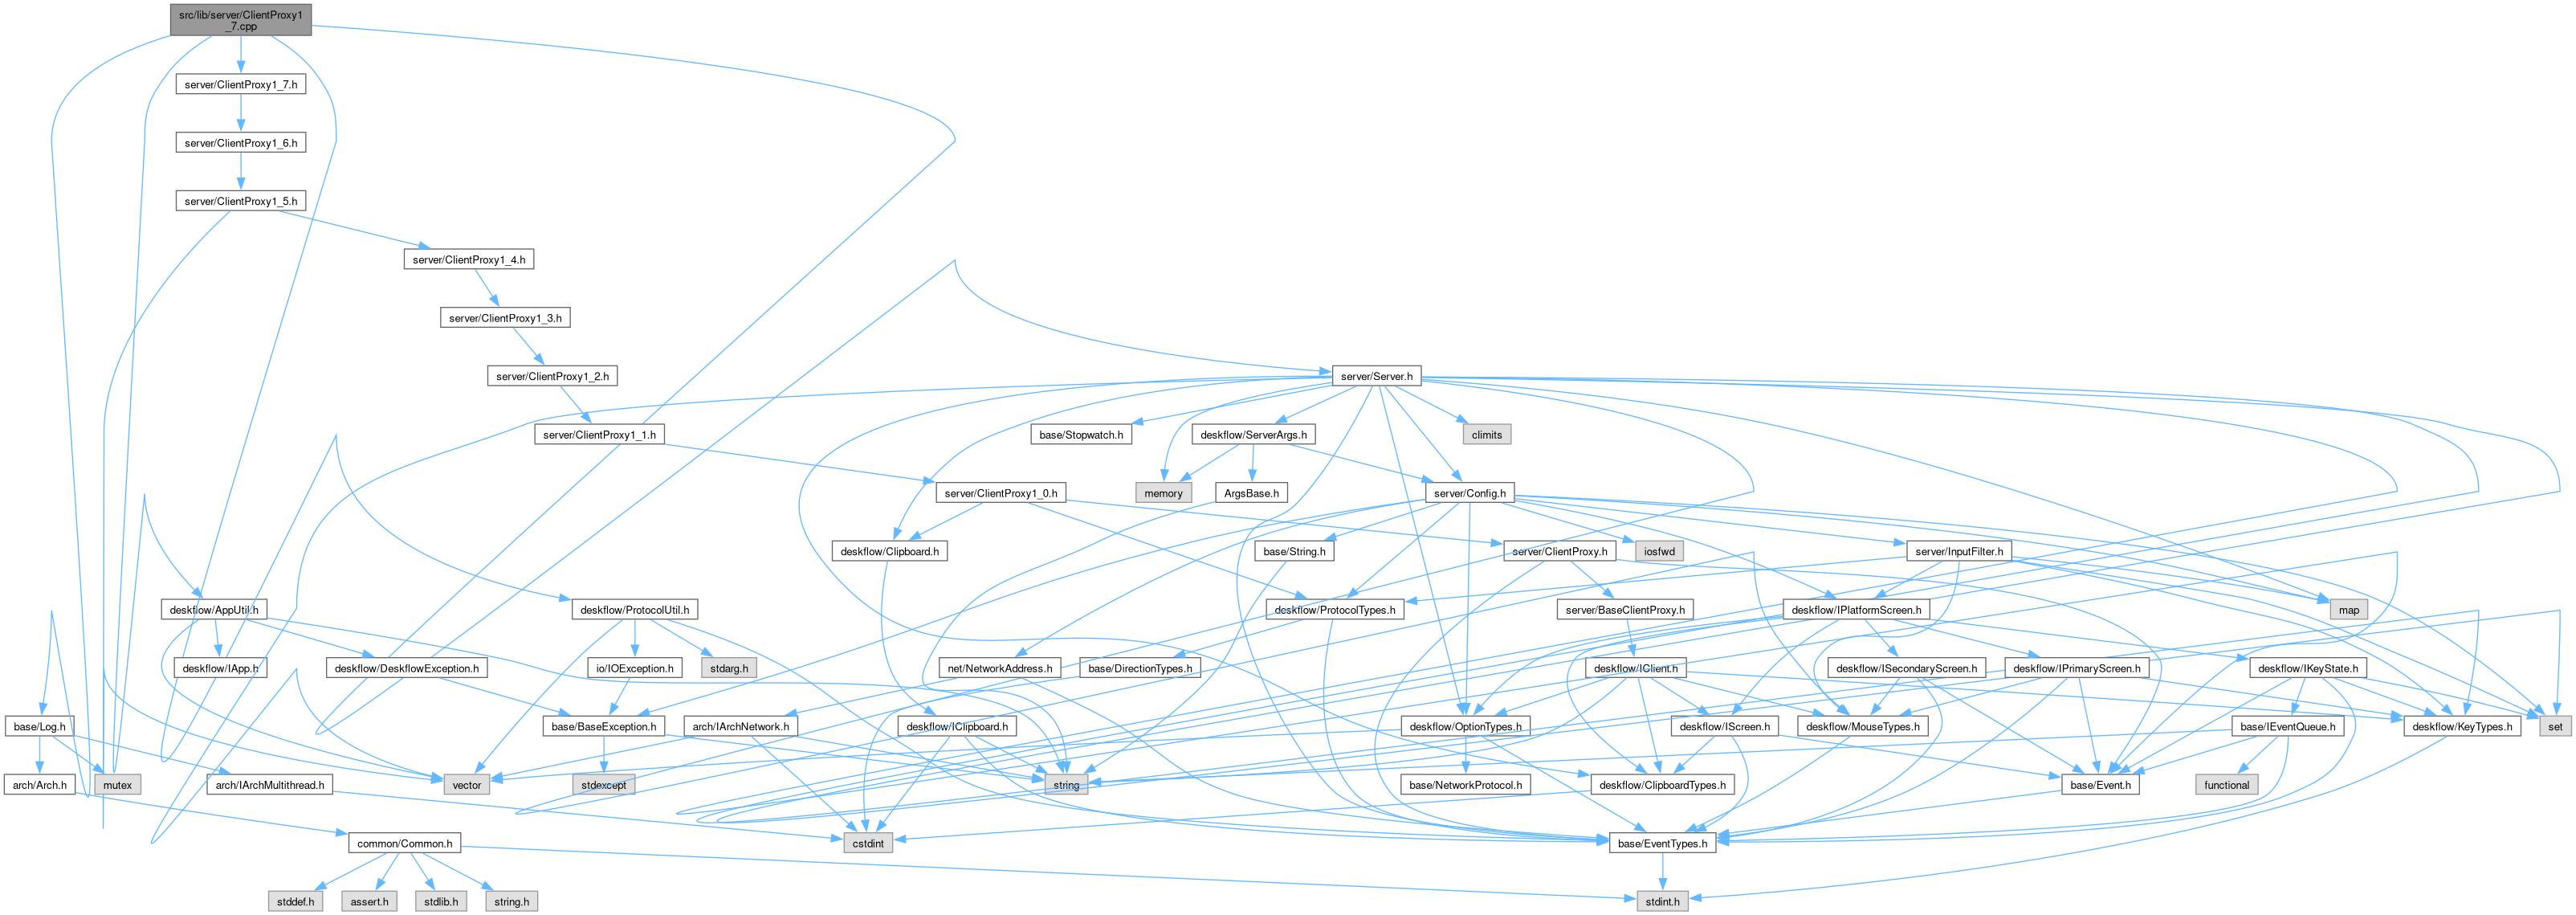 src/lib/server/ClientProxy1
_7.cpp
server/ClientProxy1_7.h
server/ClientProxy1_6.h
server/ClientProxy1_5.h
server/ClientProxy1_4.h
server/ClientProxy1_3.h
server/ClientProxy1_2.h
server/Server.h
server/ClientProxy1_1.h
base/Stopwatch.h
deskflow/ServerArgs.h
climits
server/ClientProxy1_0.h
memory
ArgsBase.h
server/Config.h
deskflow/Clipboard.h
base/String.h
server/ClientProxy.h
iosfwd
server/InputFilter.h
deskflow/AppUtil.h
deskflow/ProtocolUtil.h
deskflow/ProtocolTypes.h
server/BaseClientProxy.h
deskflow/IPlatformScreen.h
map
deskflow/IApp.h
deskflow/DeskflowException.h
io/IOException.h
stdarg.h
net/NetworkAddress.h
base/DirectionTypes.h
deskflow/IClient.h
deskflow/ISecondaryScreen.h
deskflow/IPrimaryScreen.h
deskflow/IKeyState.h
base/Log.h
base/BaseException.h
arch/IArchNetwork.h
deskflow/IClipboard.h
deskflow/OptionTypes.h
deskflow/IScreen.h
deskflow/MouseTypes.h
base/IEventQueue.h
deskflow/KeyTypes.h
set
arch/Arch.h
mutex
arch/IArchMultithread.h
vector
stdexcept
string
base/NetworkProtocol.h
deskflow/ClipboardTypes.h
base/Event.h
functional
common/Common.h
cstdint
base/EventTypes.h
stddef.h
assert.h
stdlib.h
string.h
stdint.h